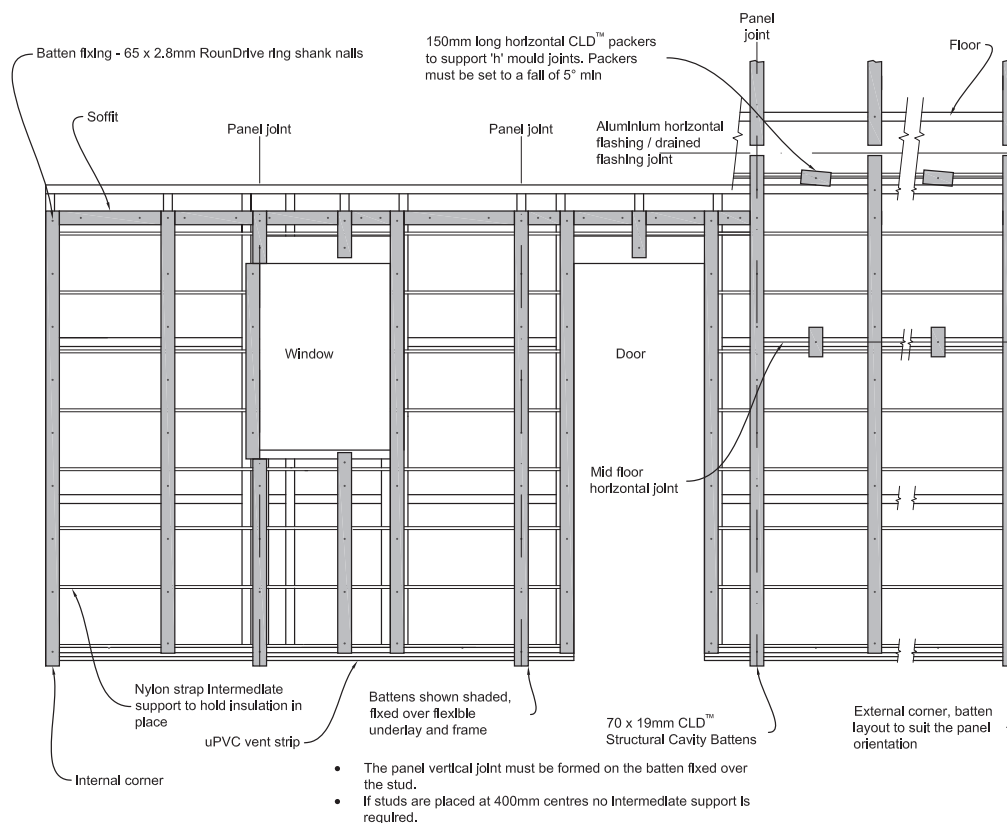 Panel
joint
150mm long horizontal CLD™ packers
to support 'h' mould joints. Packers
must be set to a fall of 5° min
Batten fixing - 65 x 2.8mm RounDrive ring shank nails
Floor
Soffit
Panel joint
Panel joint
Aluminium horizontal
flashing / drained
flashing joint
Window
Door
Mid floor
horizontal joint
Nylon strap intermediate
support to hold insulation in
place
uPVC vent strip
Battens shown shaded,
fixed over flexible
underlay and frame
70 x 19mm CLD™
Structural Cavity Battens
External corner, batten
layout to suit the panel
orientation
Internal corner
• The panel vertical joint must be formed on the batten fixed over
the stud.
• If studs are placed at 400mm centres no intermediate support is
required.